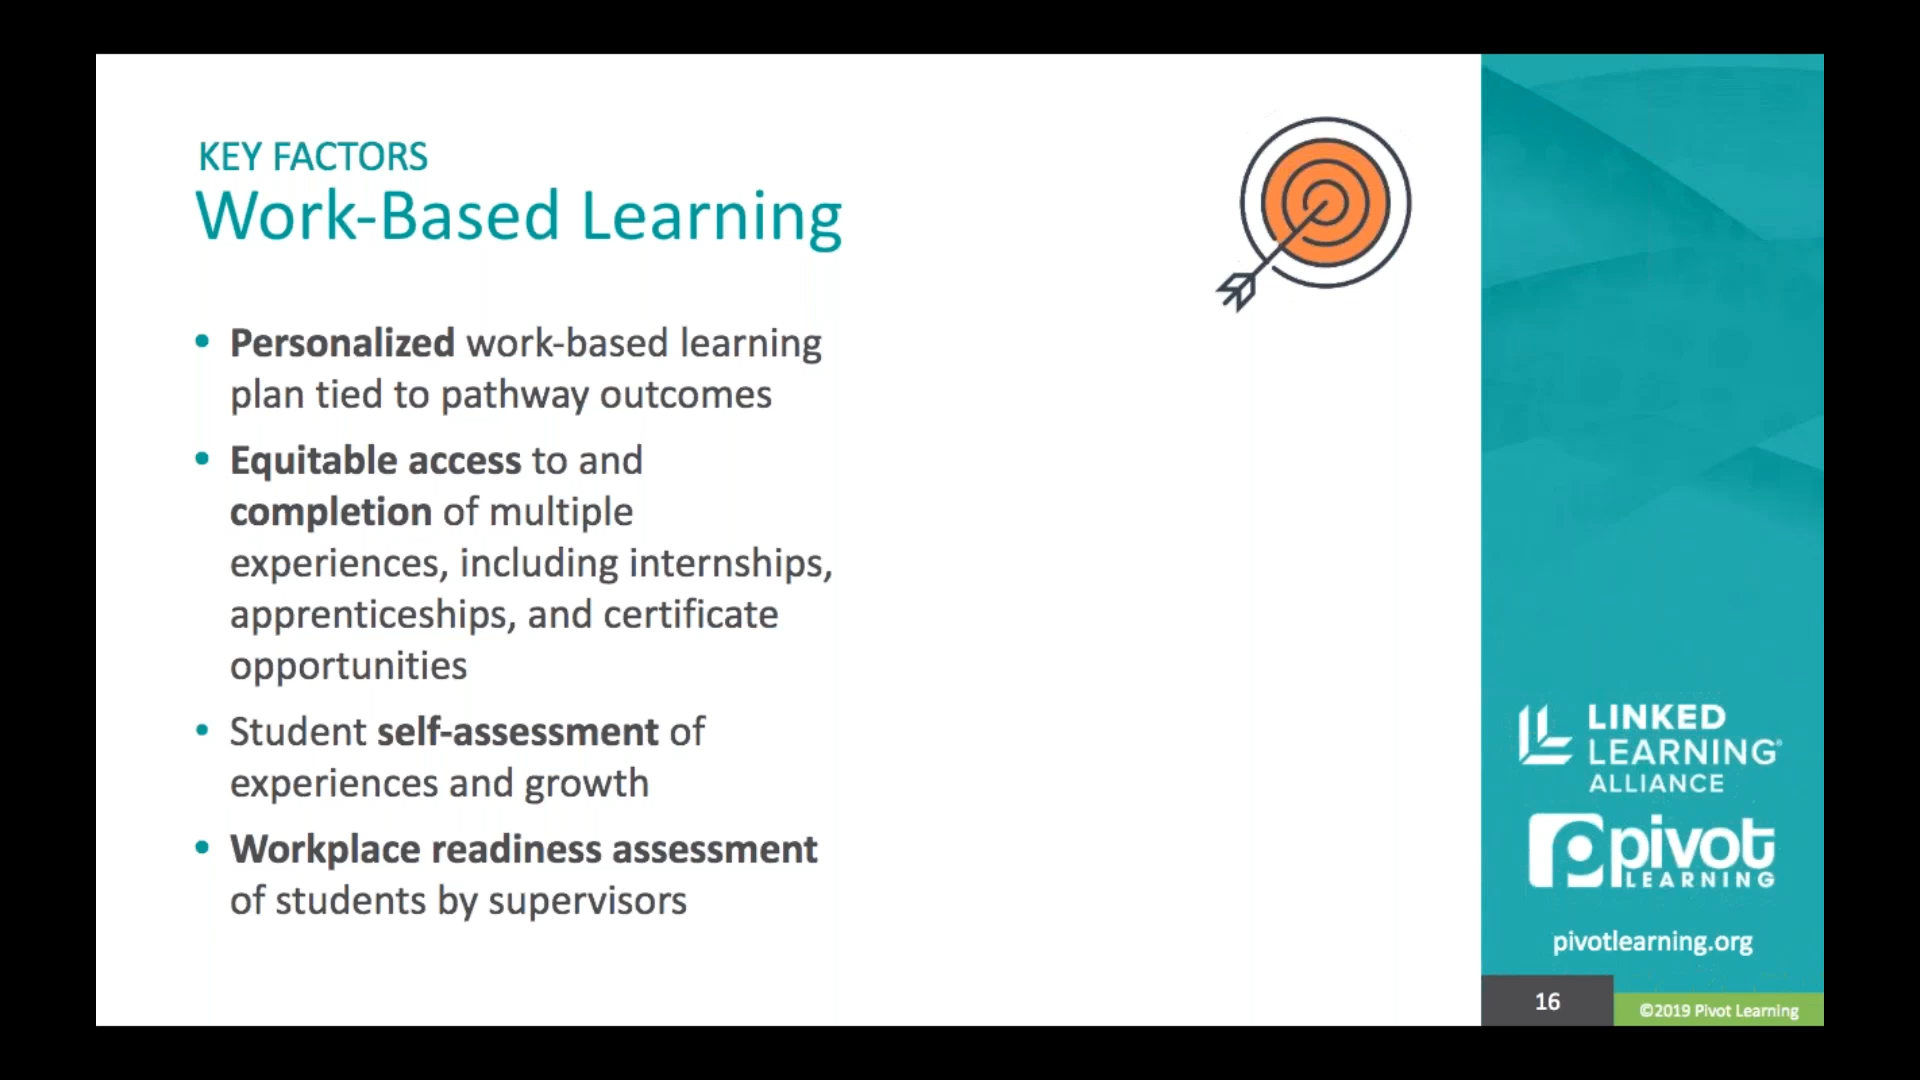 KEY FACTORS
Work-Based Learning
• Personalized work-based learning
plan tied to pathway outcomes
• Equitable access to and
completion of multiple
experiences, including internships,
apprenticeships, and certificate
opportunities
• Student self-assessment of
experiences and growth
• Workplace readiness assessment
of students by supervisors
LINKED
LEARNING®
ALLIANCE
pivot
LEARNING
pivotlearning.org
16
©2019 Pivot Learning